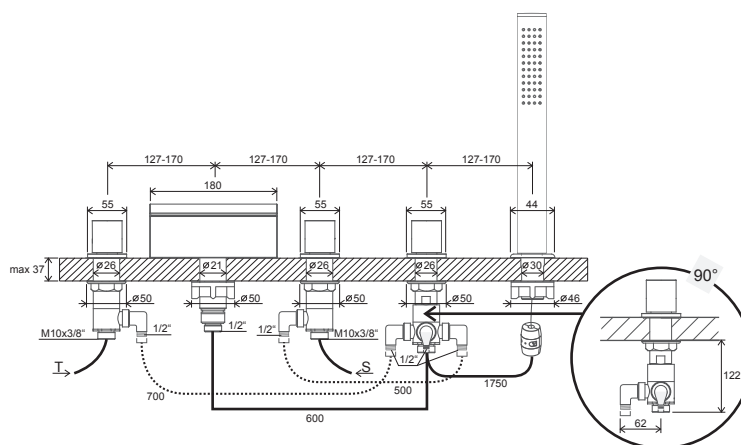 127-170 127-170 127-170 127-170
180
55 55 55 44
max 37 ø26 ø21 ø26 ø26 ø30
90°
ø50 ø50 ø50 ø50 ø46
M10x3/8“ 1/2“ 1/2“ 1/2“ M10x3/8“ 1/2“
T S
122
700 500 1750
600
62